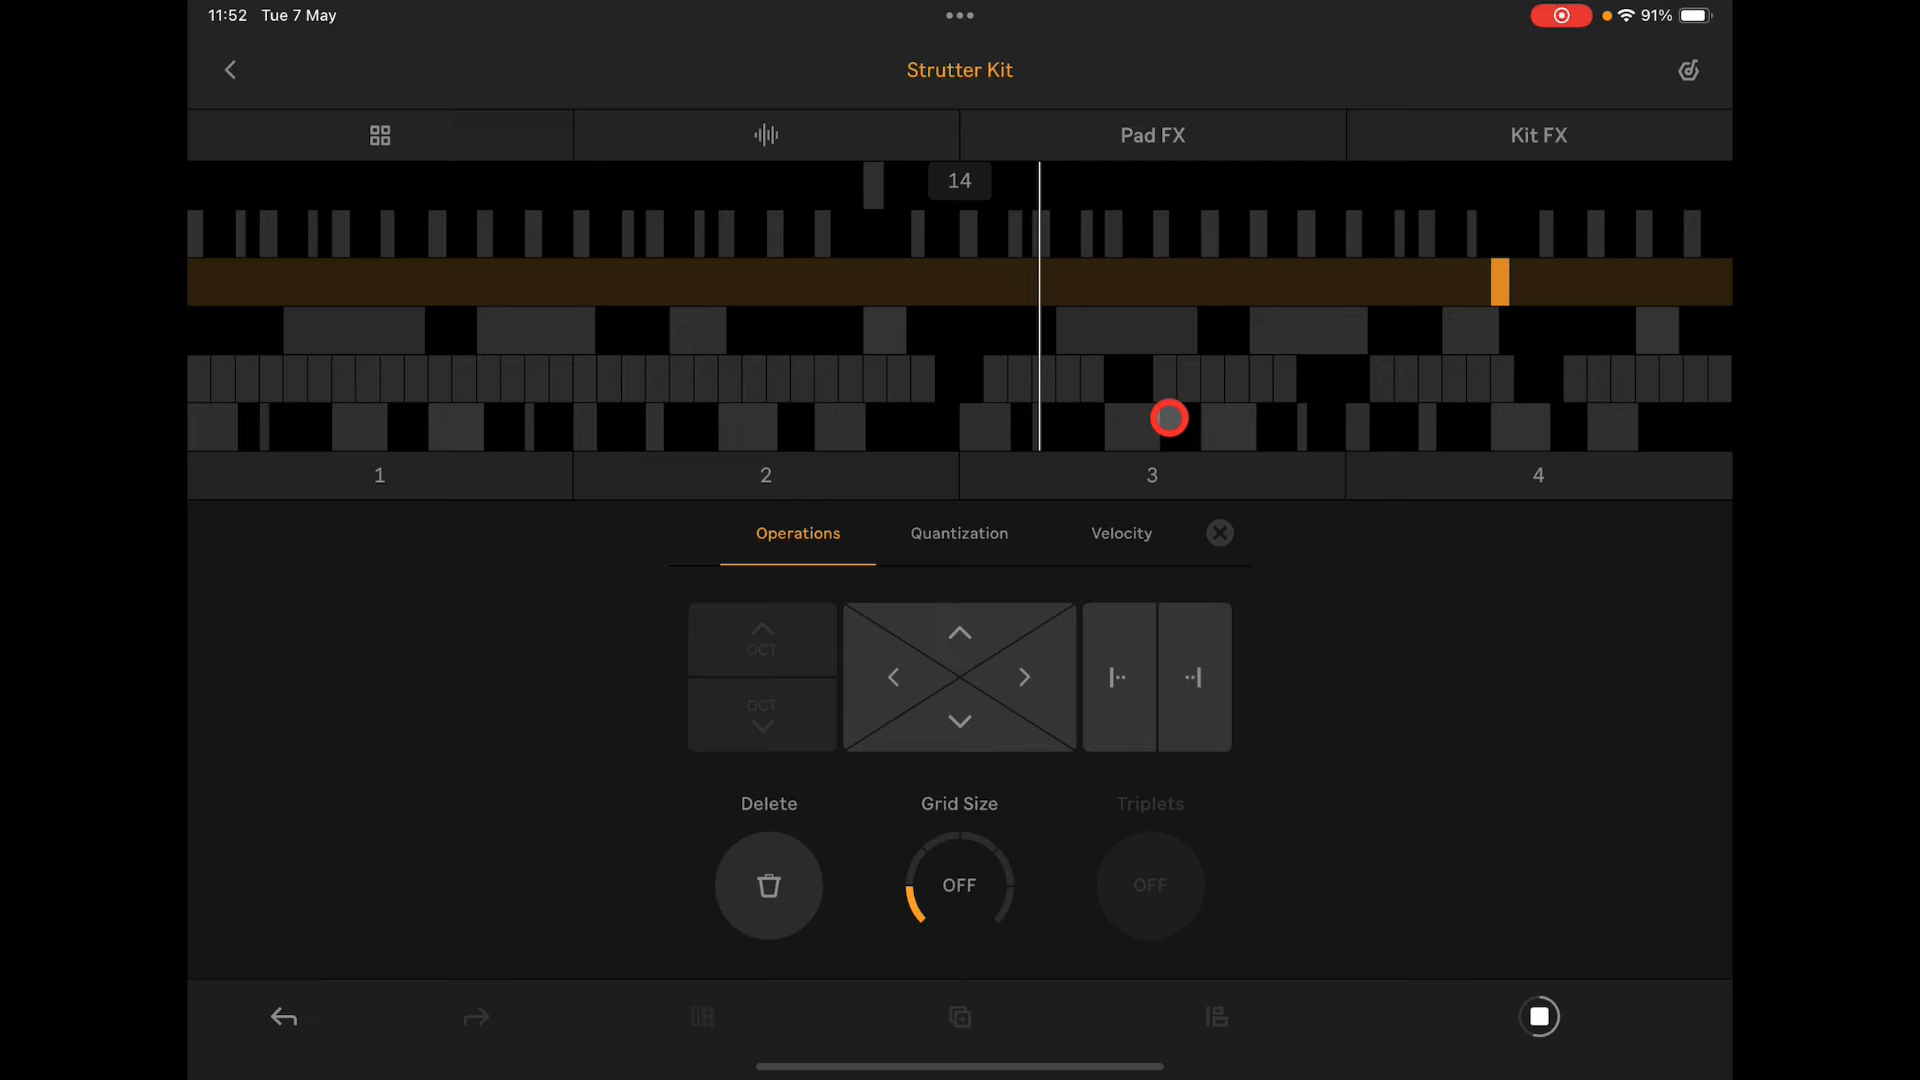 11:52 Tue 7 May
91%
Strutter Kit
Pad FX Kit FX
14
1 2 3 4
Operations Quantization Velocity
OCT
OCT
Delete Grid Size Triplets
OFF OFF